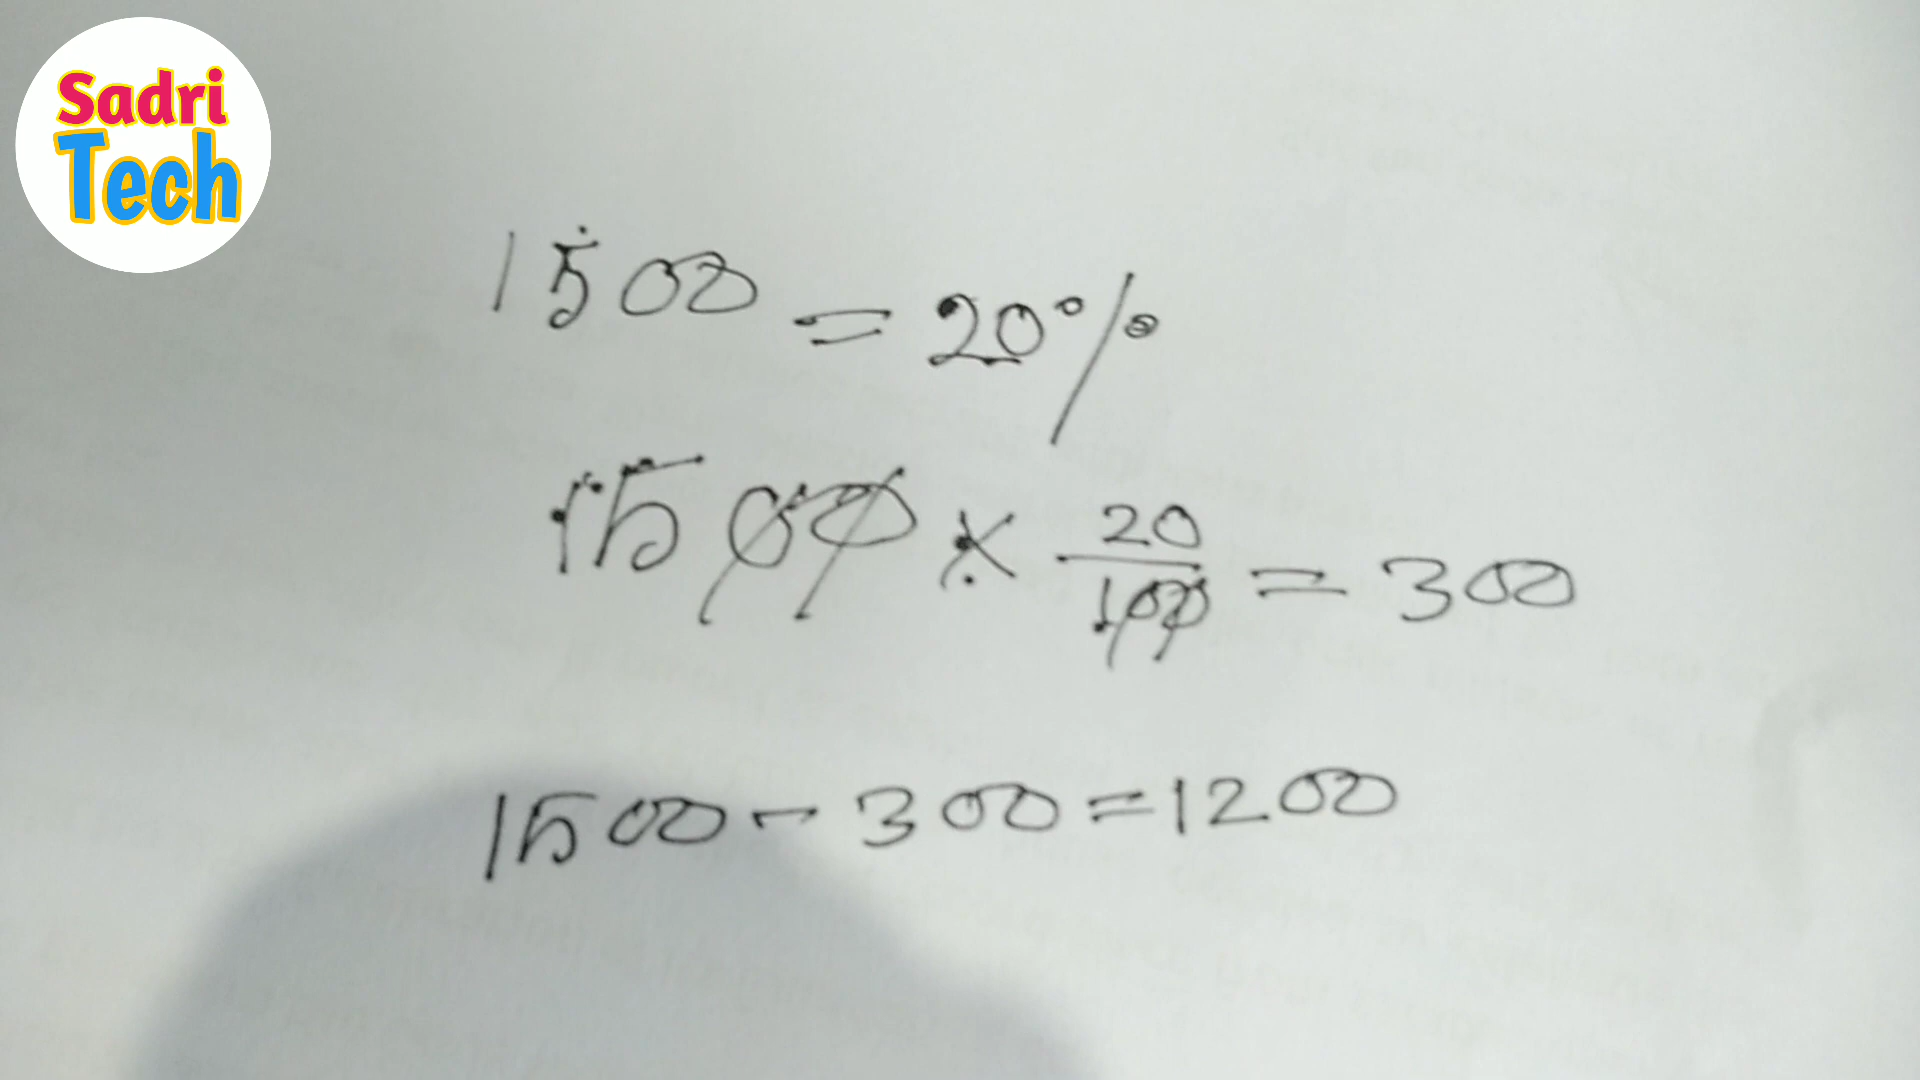 Sadri
Tech
1500 = 20%
1500 × 20/100 = 300
1500 - 300 = 1200